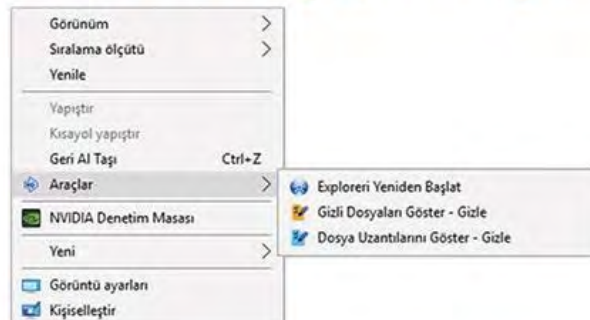 Görünüm
Sıralama ölçütü
Yenile
Yapıştır
Kısayol yapıştır
Geri Al Taşı Ctrl+Z
Araçlar
Exploreri Yeniden Başlat
Gizli Dosyaları Göster - Gizle
Dosya Uzantılarını Göster - Gizle
NVIDIA Denetim Masası
Yeni
Görüntü ayarları
Kişiselleştir